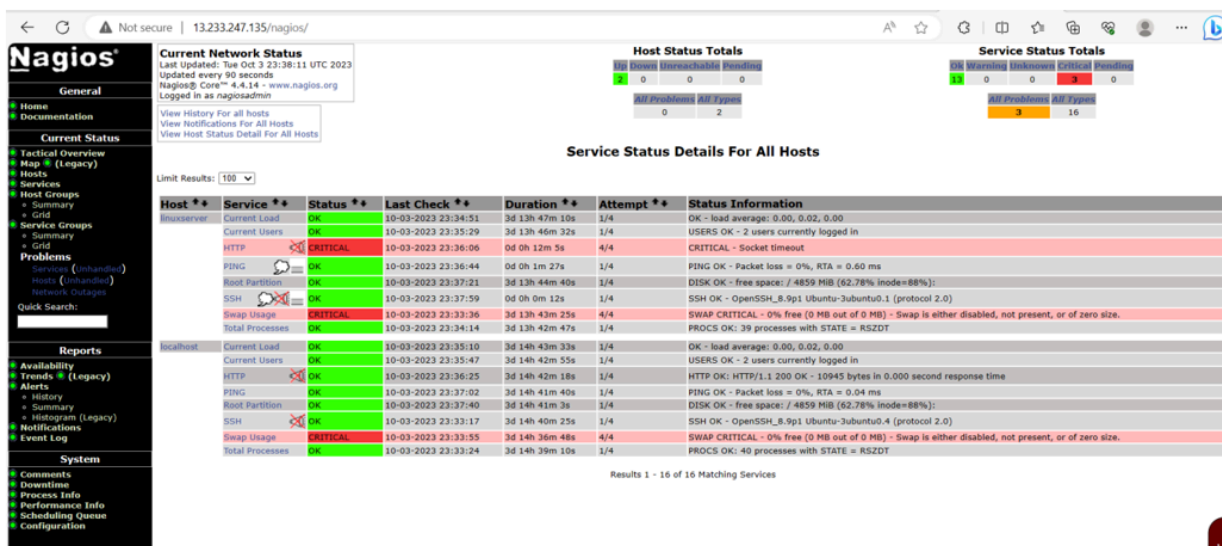 Not secure | 13.233.247.135/nagios/
Nagios®
General
Home
Documentation
Current Status
Tactical Overview
Map (Legacy)
Hosts
Services
Host Groups
Summary
Grid
Service Groups
Summary
Grid
Problems
Services (Unhandled)
Hosts (Unhandled)
Network Outages
Quick Search:
Reports
Availability
Trends (Legacy)
Alerts
History
Summary
Histogram (Legacy)
Notifications
Event Log
System
Comments
Downtime
Process Info
Performance Info
Scheduling Queue
Configuration
Current Network Status
Last Updated: Tue Oct 3 23:38:11 UTC 2023
Updated every 90 seconds
Nagios® Core™ 4.4.14 - www.nagios.org
Logged in as nagiosadmin
View History For all hosts
View Notifications For All Hosts
View Host Status Detail For All Hosts
Host Status Totals
Up Down Unreachable Pending
2 0 0 0
All Problems All Types
0 2
Service Status Totals
Ok Warning Unknown Critical Pending
13 0 0 3 0
All Problems All Types
3 16
Service Status Details For All Hosts
Limit Results: 100
Host Service Status Last Check Duration Attempt Status Information
linuxserver Current Load OK 10-03-2023 23:34:51 3d 13h 47m 10s 1/4 OK - load average: 0.00, 0.02, 0.00
Current Users OK 10-03-2023 23:35:29 3d 13h 46m 32s 1/4 USERS OK - 2 users currently logged in
HTTP CRITICAL 10-03-2023 23:36:06 0d 0h 12m 5s 4/4 CRITICAL - Socket timeout
PING OK 10-03-2023 23:36:44 0d 0h 1m 27s 1/4 PING OK - Packet loss = 0%, RTA = 0.60 ms
Root Partition OK 10-03-2023 23:37:21 3d 13h 44m 40s 1/4 DISK OK - free space: / 4859 MiB (62.78% inode=88%):
SSH OK 10-03-2023 23:37:59 0d 0h 0m 12s 1/4 SSH OK - OpenSSH_8.9p1 Ubuntu-3ubuntu0.1 (protocol 2.0)
Swap Usage CRITICAL 10-03-2023 23:33:36 3d 13h 43m 25s 4/4 SWAP CRITICAL - 0% free (0 MB out of 0 MB) - Swap is either disabled, not present, or of zero size.
Total Processes OK 10-03-2023 23:34:14 3d 13h 42m 47s 1/4 PROCS OK: 39 processes with STATE = RSZDT
localhost Current Load OK 10-03-2023 23:35:10 3d 14h 43m 33s 1/4 OK - load average: 0.00, 0.02, 0.00
Current Users OK 10-03-2023 23:35:47 3d 14h 42m 55s 1/4 USERS OK - 2 users currently logged in
HTTP OK 10-03-2023 23:36:25 3d 14h 42m 18s 1/4 HTTP OK: HTTP/1.1 200 OK - 10945 bytes in 0.000 second response time
PING OK 10-03-2023 23:37:02 3d 14h 41m 40s 1/4 PING OK - Packet loss = 0%, RTA = 0.04 ms
Root Partition OK 10-03-2023 23:37:40 3d 14h 41m 3s 1/4 DISK OK - free space: / 4859 MiB (62.78% inode=88%):
SSH OK 10-03-2023 23:33:17 3d 14h 40m 25s 1/4 SSH OK - OpenSSH_8.9p1 Ubuntu-3ubuntu0.4 (protocol 2.0)
Swap Usage CRITICAL 10-03-2023 23:33:55 3d 14h 36m 48s 4/4 SWAP CRITICAL - 0% free (0 MB out of 0 MB) - Swap is either disabled, not present, or of zero size.
Total Processes OK 10-03-2023 23:33:24 3d 14h 39m 10s 1/4 PROCS OK: 40 processes with STATE = RSZDT
Results 1 - 16 of 16 Matching Services